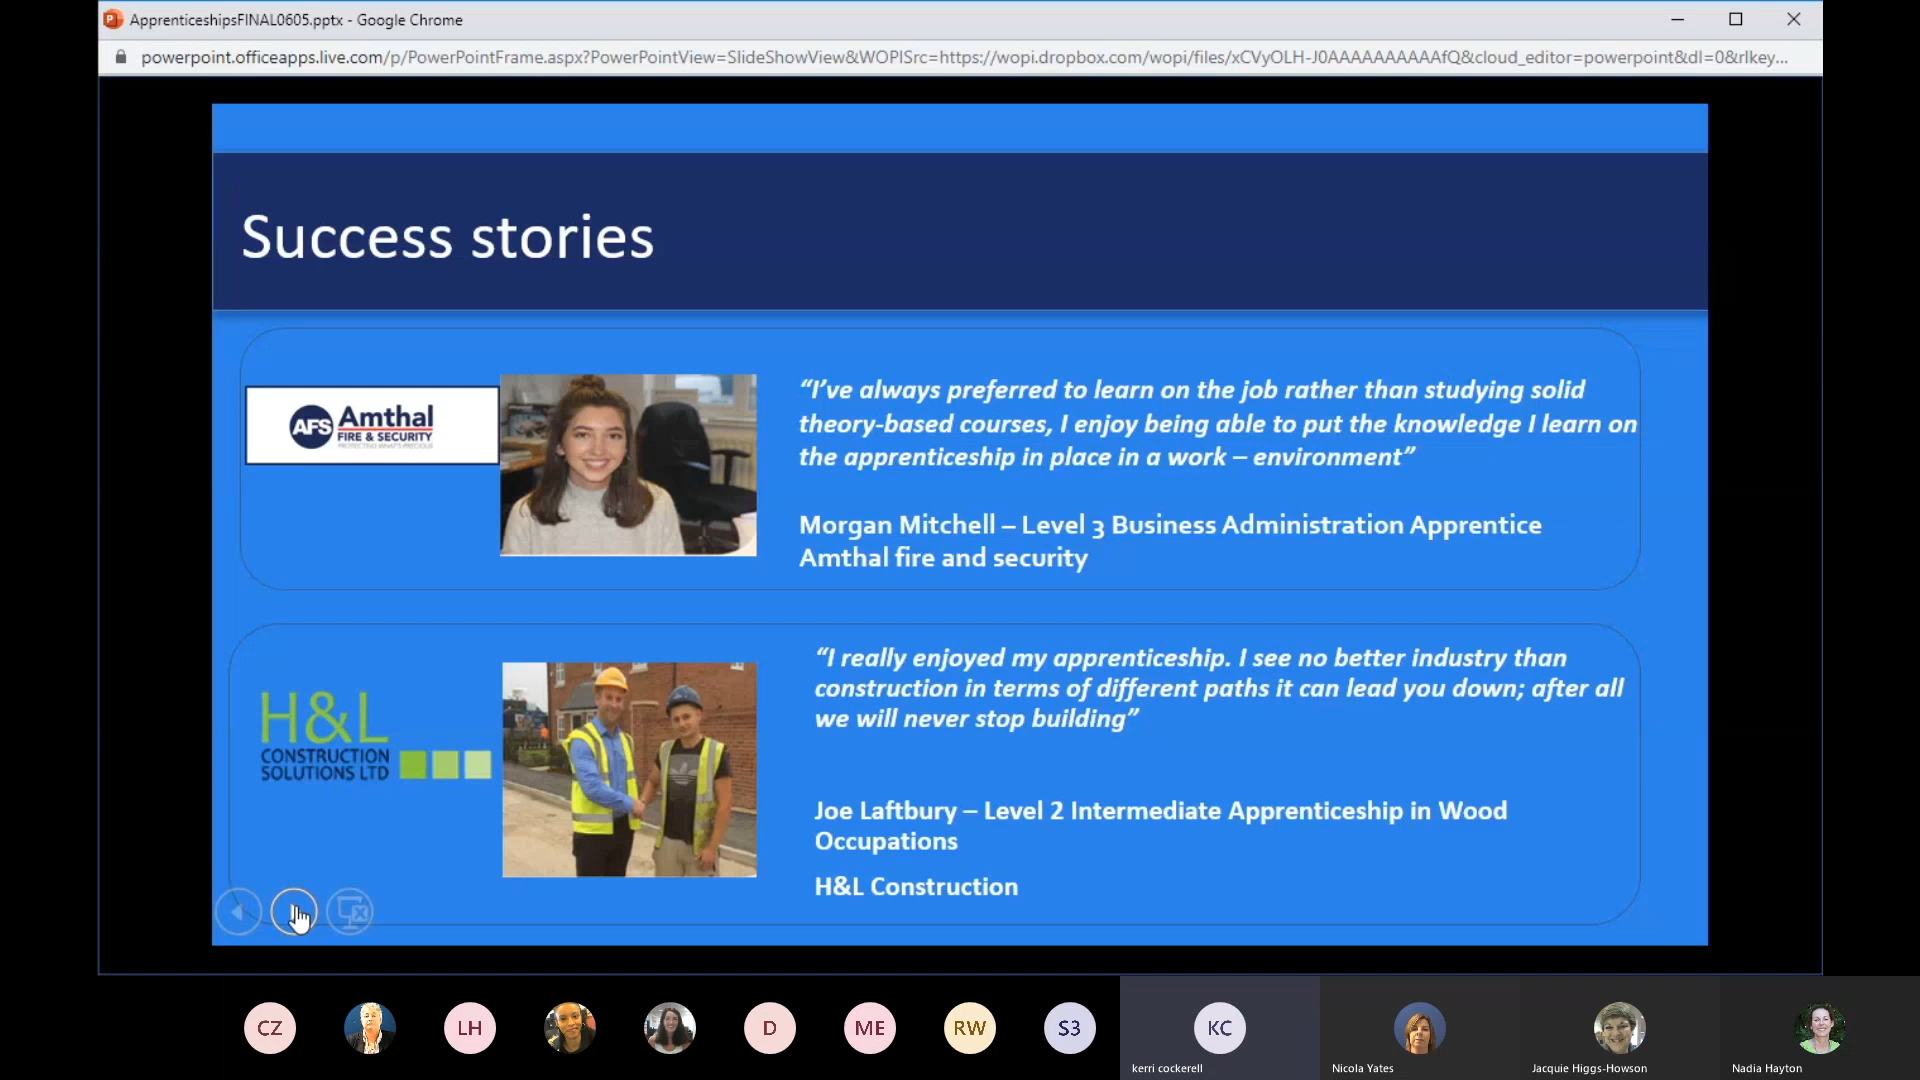 ApprenticeshipsFINAL0605.pptx - Google Chrome
powerpoint.officeapps.live.com/p/PowerPointFrame.aspx?PowerPointView=SlideShowView&WOPISrc=https://wopi.dropbox.com/wopi/files/xCVyOLH-J0AAAAAAAAAAfQ&cloud_editor=powerpoint&dl=0&rlkey...
Success stories
AFS Amthal
FIRE & SECURITY
PROTECTING WHAT'S PRECIOUS
“I’ve always preferred to learn on the job rather than studying solid
theory-based courses, I enjoy being able to put the knowledge I learn on
the apprenticeship in place in a work – environment”
Morgan Mitchell – Level 3 Business Administration Apprentice
Amthal fire and security
H&L
CONSTRUCTION
SOLUTIONS LTD
“I really enjoyed my apprenticeship. I see no better industry than
construction in terms of different paths it can lead you down; after all
we will never stop building”
Joe Laftbury – Level 2 Intermediate Apprenticeship in Wood
Occupations
H&L Construction
CZ
LH
D
ME
RW
S3
KC
kerri cockerell
Nicola Yates
Jacquie Higgs-Howson
Nadia Hayton